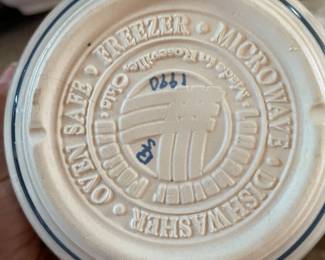 OVEN SAFE • FREEZER • MICROWAVE • DISHWASHER •
Made in Roseville, Ohio
1990